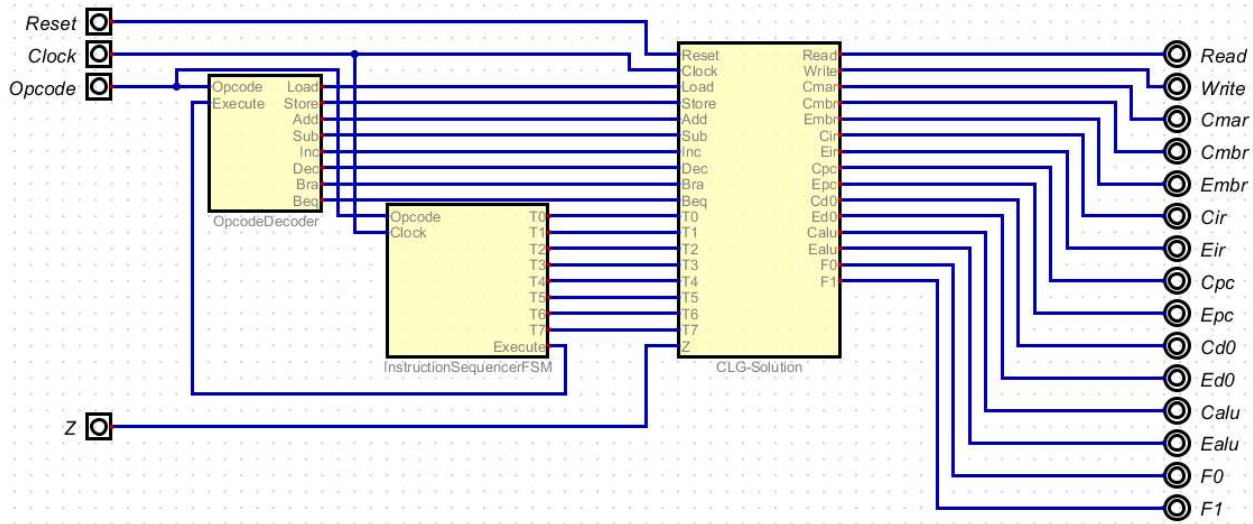 Reset
Clock
Opcode
Z
Opcode
Execute
Load
Store
Add
Sub
Inc
Dec
Bra
Beq
OpcodeDecoder
Opcode
Clock
T0
T1
T2
T3
T4
T5
T6
T7
Execute
InstructionSequencerFSM
Reset
Clock
Load
Store
Add
Sub
Inc
Dec
Bra
Beq
T0
T1
T2
T3
T4
T5
T6
T7
Z
Read
Write
Cmar
Cmbr
Embr
Cir
Eir
Cpc
Epc
Cd0
Ed0
Calu
Ealu
F0
F1
CLG-Solution
Read
Write
Cmar
Cmbr
Embr
Cir
Eir
Cpc
Epc
Cd0
Ed0
Calu
Ealu
F0
F1